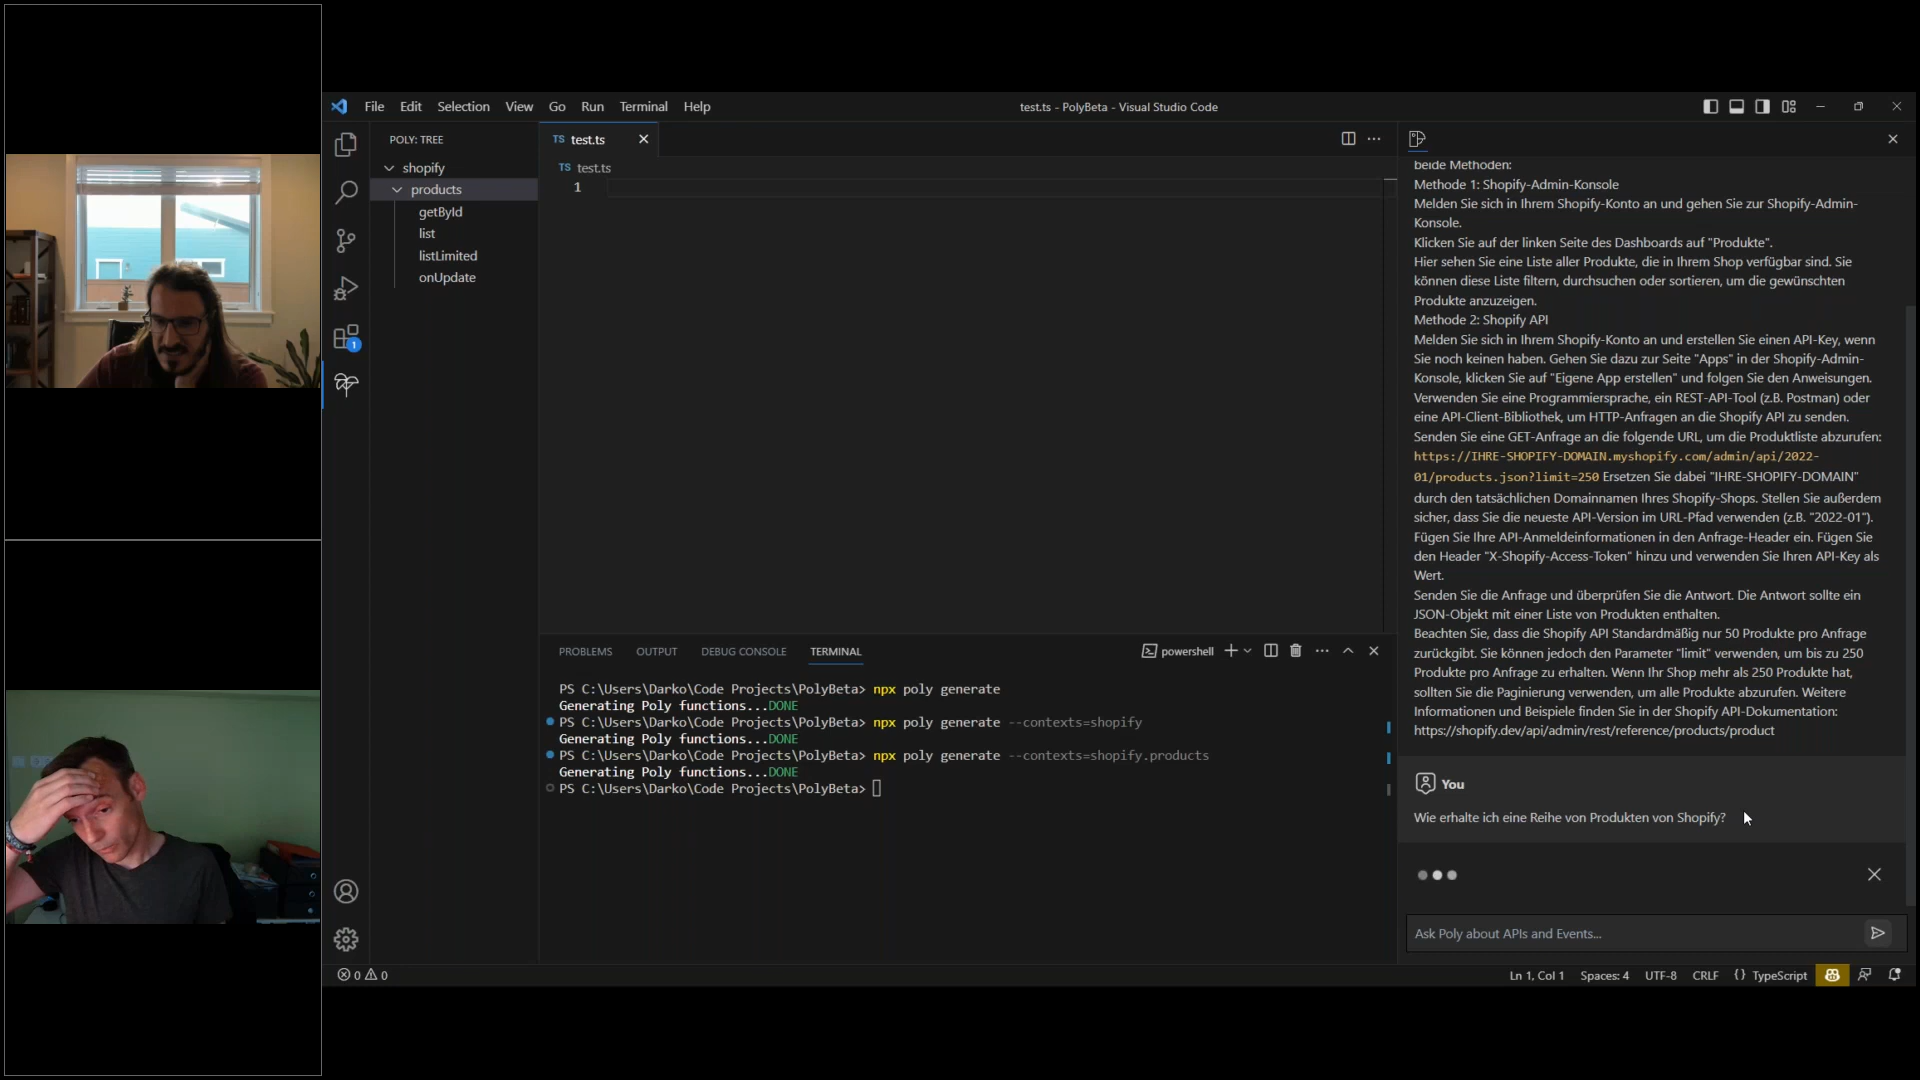 File Edit Selection View Go Run Terminal Help
test.ts - PolyBeta - Visual Studio Code
POLY: TREE
shopify
products
getById
list
listLimited
onUpdate
1
TS test.ts
TS test.ts
1
PROBLEMS OUTPUT DEBUG CONSOLE TERMINAL
powershell
PS C:\Users\Darko\Code Projects\PolyBeta> npx poly generate
Generating Poly functions...DONE
PS C:\Users\Darko\Code Projects\PolyBeta> npx poly generate --contexts=shopify
Generating Poly functions...DONE
PS C:\Users\Darko\Code Projects\PolyBeta> npx poly generate --contexts=shopify.products
Generating Poly functions...DONE
PS C:\Users\Darko\Code Projects\PolyBeta>
beide Methoden:
Methode 1: Shopify-Admin-Konsole
Melden Sie sich in Ihrem Shopify-Konto an und gehen Sie zur Shopify-Admin-
Konsole.
Klicken Sie auf der linken Seite des Dashboards auf "Produkte".
Hier sehen Sie eine Liste aller Produkte, die in Ihrem Shop verfügbar sind. Sie
können diese Liste filtern, durchsuchen oder sortieren, um die gewünschten
Produkte anzuzeigen.
Methode 2: Shopify API
Melden Sie sich in Ihrem Shopify-Konto an und erstellen Sie einen API-Key, wenn
Sie noch keinen haben. Gehen Sie dazu zur Seite "Apps" in der Shopify-Admin-
Konsole, klicken Sie auf "Eigene App erstellen" und folgen Sie den Anweisungen.
Verwenden Sie eine Programmiersprache, ein REST-API-Tool (z.B. Postman) oder
eine API-Client-Bibliothek, um HTTP-Anfragen an die Shopify API zu senden.
Senden Sie eine GET-Anfrage an die folgende URL, um die Produktliste abzurufen:
https://IHRE-SHOPIFY-DOMAIN.myshopify.com/admin/api/2022-
01/products.json?limit=250 Ersetzen Sie dabei "IHRE-SHOPIFY-DOMAIN"
durch den tatsächlichen Domainnamen Ihres Shopify-Shops. Stellen Sie außerdem
sicher, dass Sie die neueste API-Version im URL-Pfad verwenden (z.B. "2022-01").
Fügen Sie Ihre API-Anmeldeinformationen in den Anfrage-Header ein. Fügen Sie
den Header "X-Shopify-Access-Token" hinzu und verwenden Sie Ihren API-Key als
Wert.
Senden Sie die Anfrage und überprüfen Sie die Antwort. Die Antwort sollte ein
JSON-Objekt mit einer Liste von Produkten enthalten.
Beachten Sie, dass die Shopify API Standardmäßig nur 50 Produkte pro Anfrage
zurückgibt. Sie können jedoch den Parameter "limit" verwenden, um bis zu 250
Produkte pro Anfrage zu erhalten. Wenn Ihr Shop mehr als 250 Produkte hat,
sollten Sie die Paginierung verwenden, um alle Produkte abzurufen. Weitere
Informationen und Beispiele finden Sie in der Shopify API-Dokumentation:
https://shopify.dev/api/admin/rest/reference/products/product
You
Wie erhalte ich eine Reihe von Produkten von Shopify?
Ask Poly about APIs and Events...
0 0
Ln 1, Col 1 Spaces: 4 UTF-8 CRLF {} TypeScript